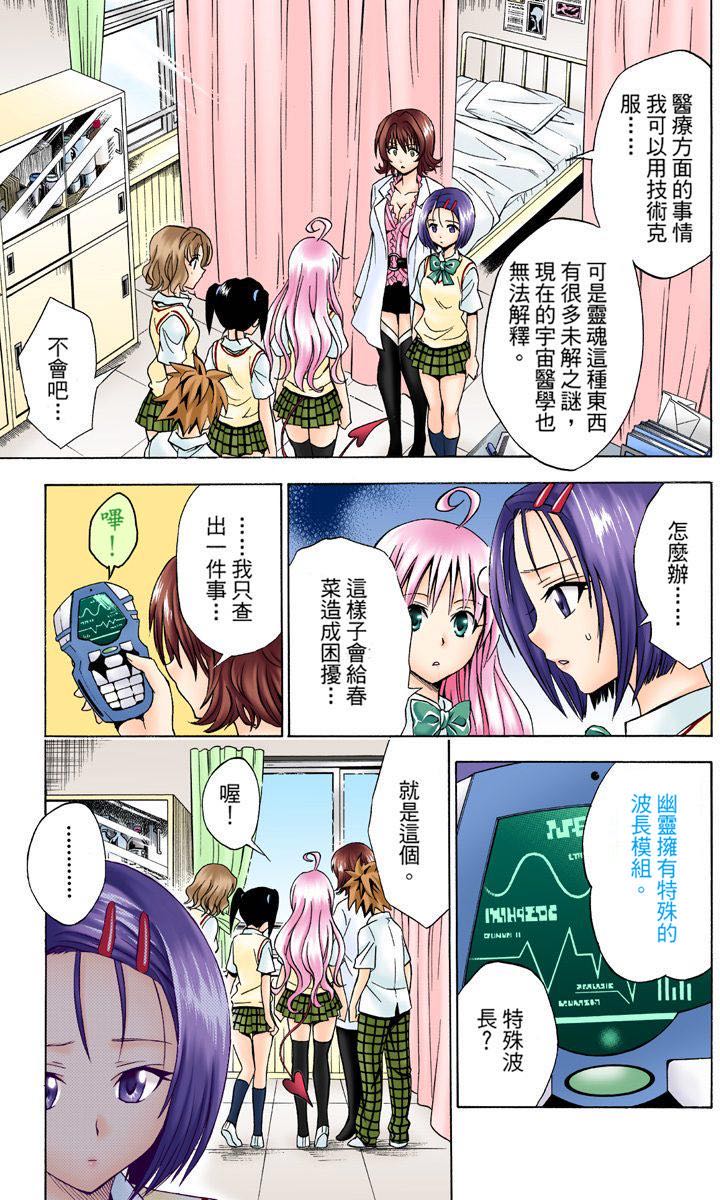 醫療方面的事情
我可以用技術克
服……
可是靈魂這種東西
有很多未解之謎，
現在的宇宙醫學也
無法解釋。
不會吧…
怎麼辦……
這樣子會給春
菜造成困擾…
……我只查
出一件事…
嗶！
幽靈擁有特殊的
波長模組。
特殊波
長？
就是這個。
喔！
………